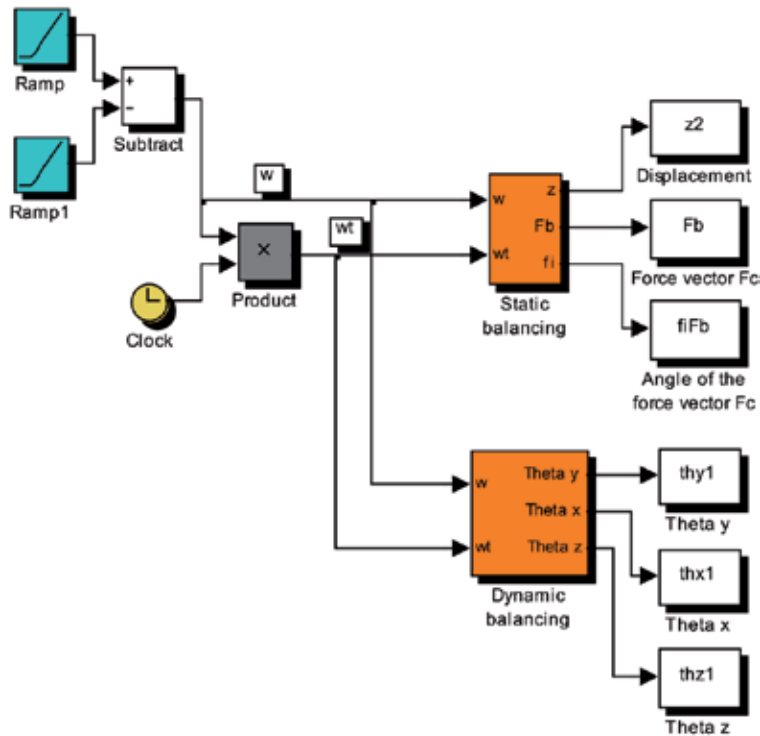 Ramp
+
−
Subtract
Ramp1
w
wt
×
Product
Clock
w
wt
z
Fb
fi
Static
balancing
z2
Displacement
Fb
Force vector Fc
fiFb
Angle of the
force vector Fc
w
wt
Theta y
Theta x
Theta z
Dynamic
balancing
thy1
Theta y
thx1
Theta x
thz1
Theta z